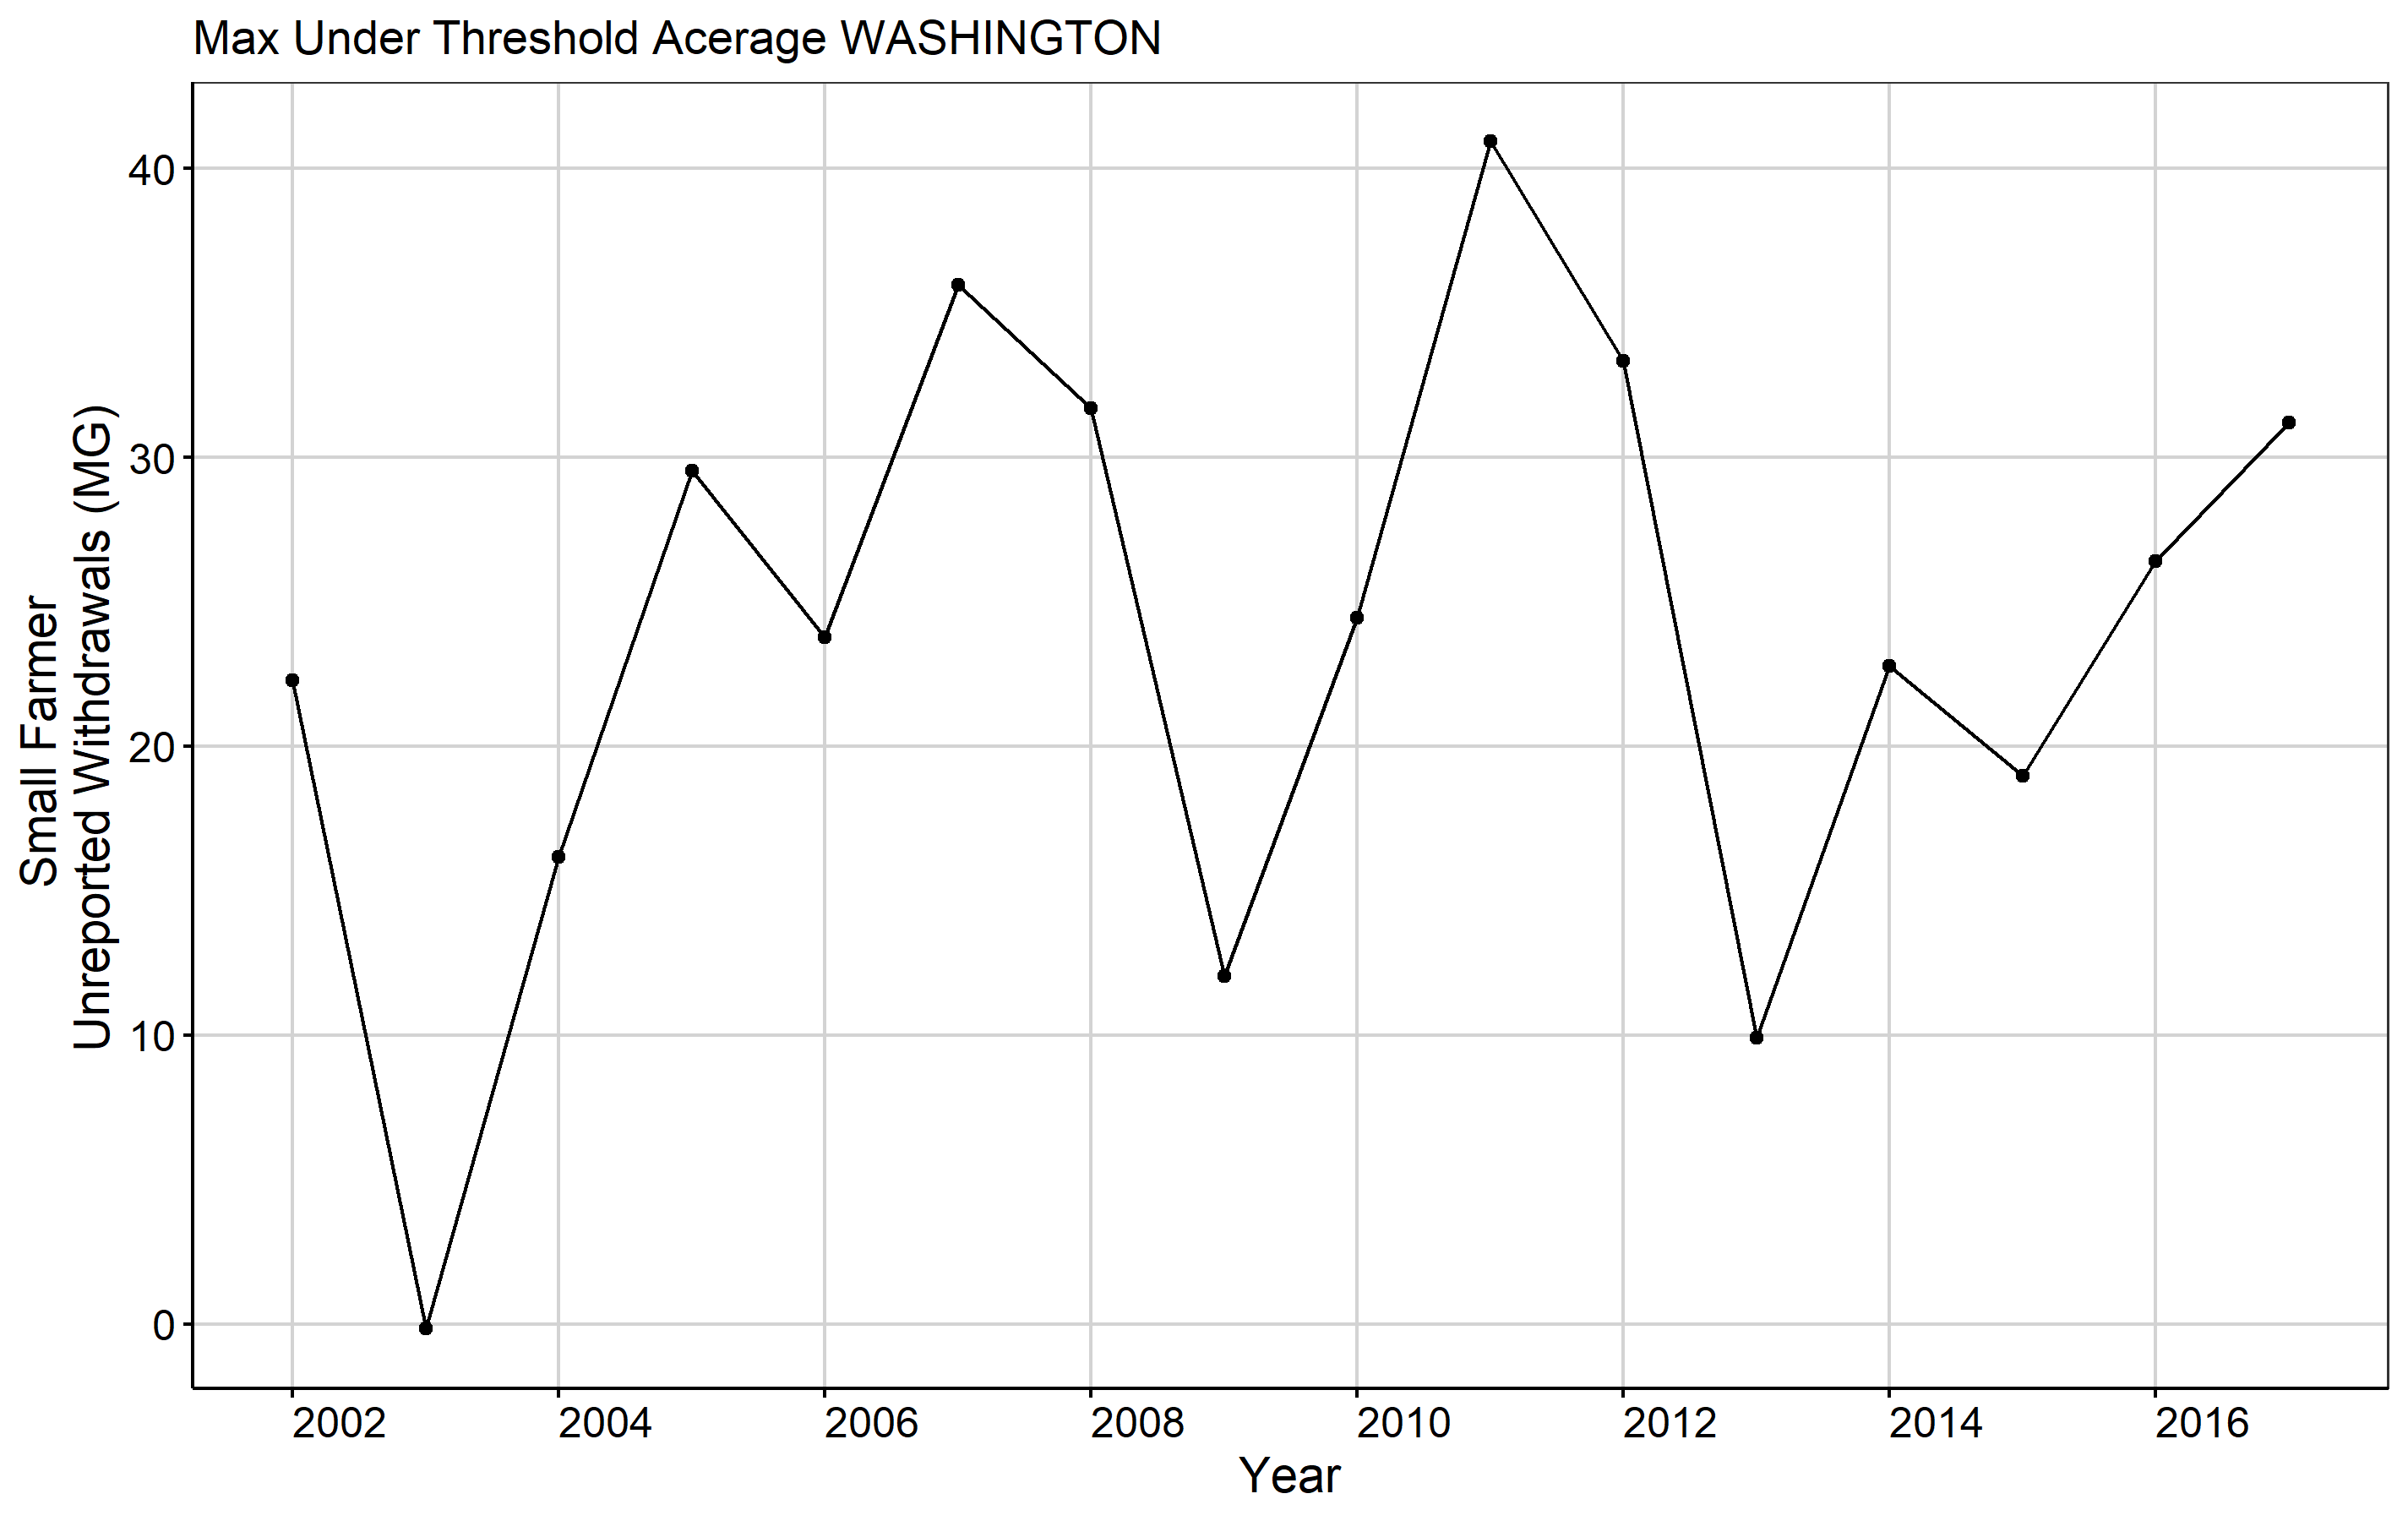 Max Under Threshold Acerage WASHINGTON
Small Farmer
Unreported Withdrawals (MG)
40
30
20
10
0
2002 2004 2006 2008 2010 2012 2014 2016
Year